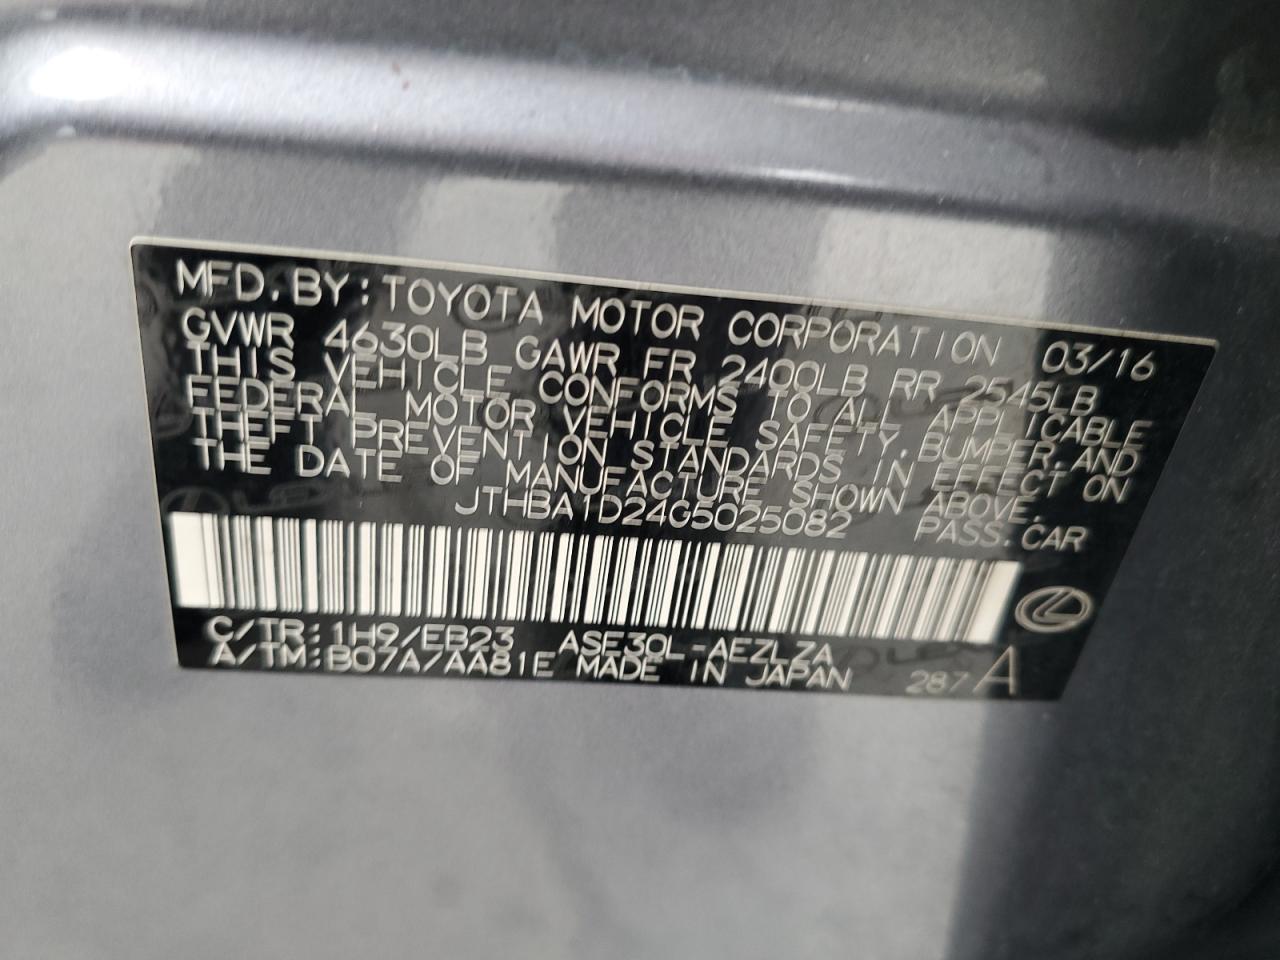 MFD. BY: TOYOTA MOTOR CORPORATION 03/16
GVWR 4630LB GAWR FR 2400LB RR 2545LB
THIS VEHICLE CONFORMS TO ALL APPLICABLE
FEDERAL MOTOR VEHICLE SAFETY, BUMPER, AND
THEFT PREVENTION STANDARDS IN EFFECT ON
THE DATE OF MANUFACTURE SHOWN ABOVE.
JTHBA1D24G5025082 PASS. CAR
C/TR: 1H9/EB23 ASE30L-AEZLZA
A/TM: B07A/AA81E MADE IN JAPAN 287 A